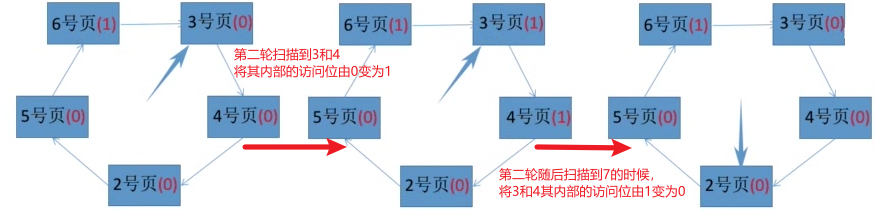 6号页(1)
3号页(0)
5号页(0)
4号页(0)
2号页(0)
第二轮扫描到3和4
将其内部的访问位由0变为1
6号页(1)
3号页(1)
5号页(0)
4号页(1)
2号页(0)
第二轮随后扫描到7的时候,
将3和4其内部的访问位由1变为0
6号页(1)
3号页(0)
5号页(0)
4号页(0)
2号页(0)